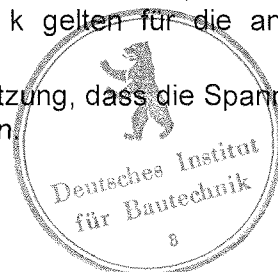 k gelten für die an
tzung, dass die Spann
n.
Deutsches Institut
für Bautechnik
8